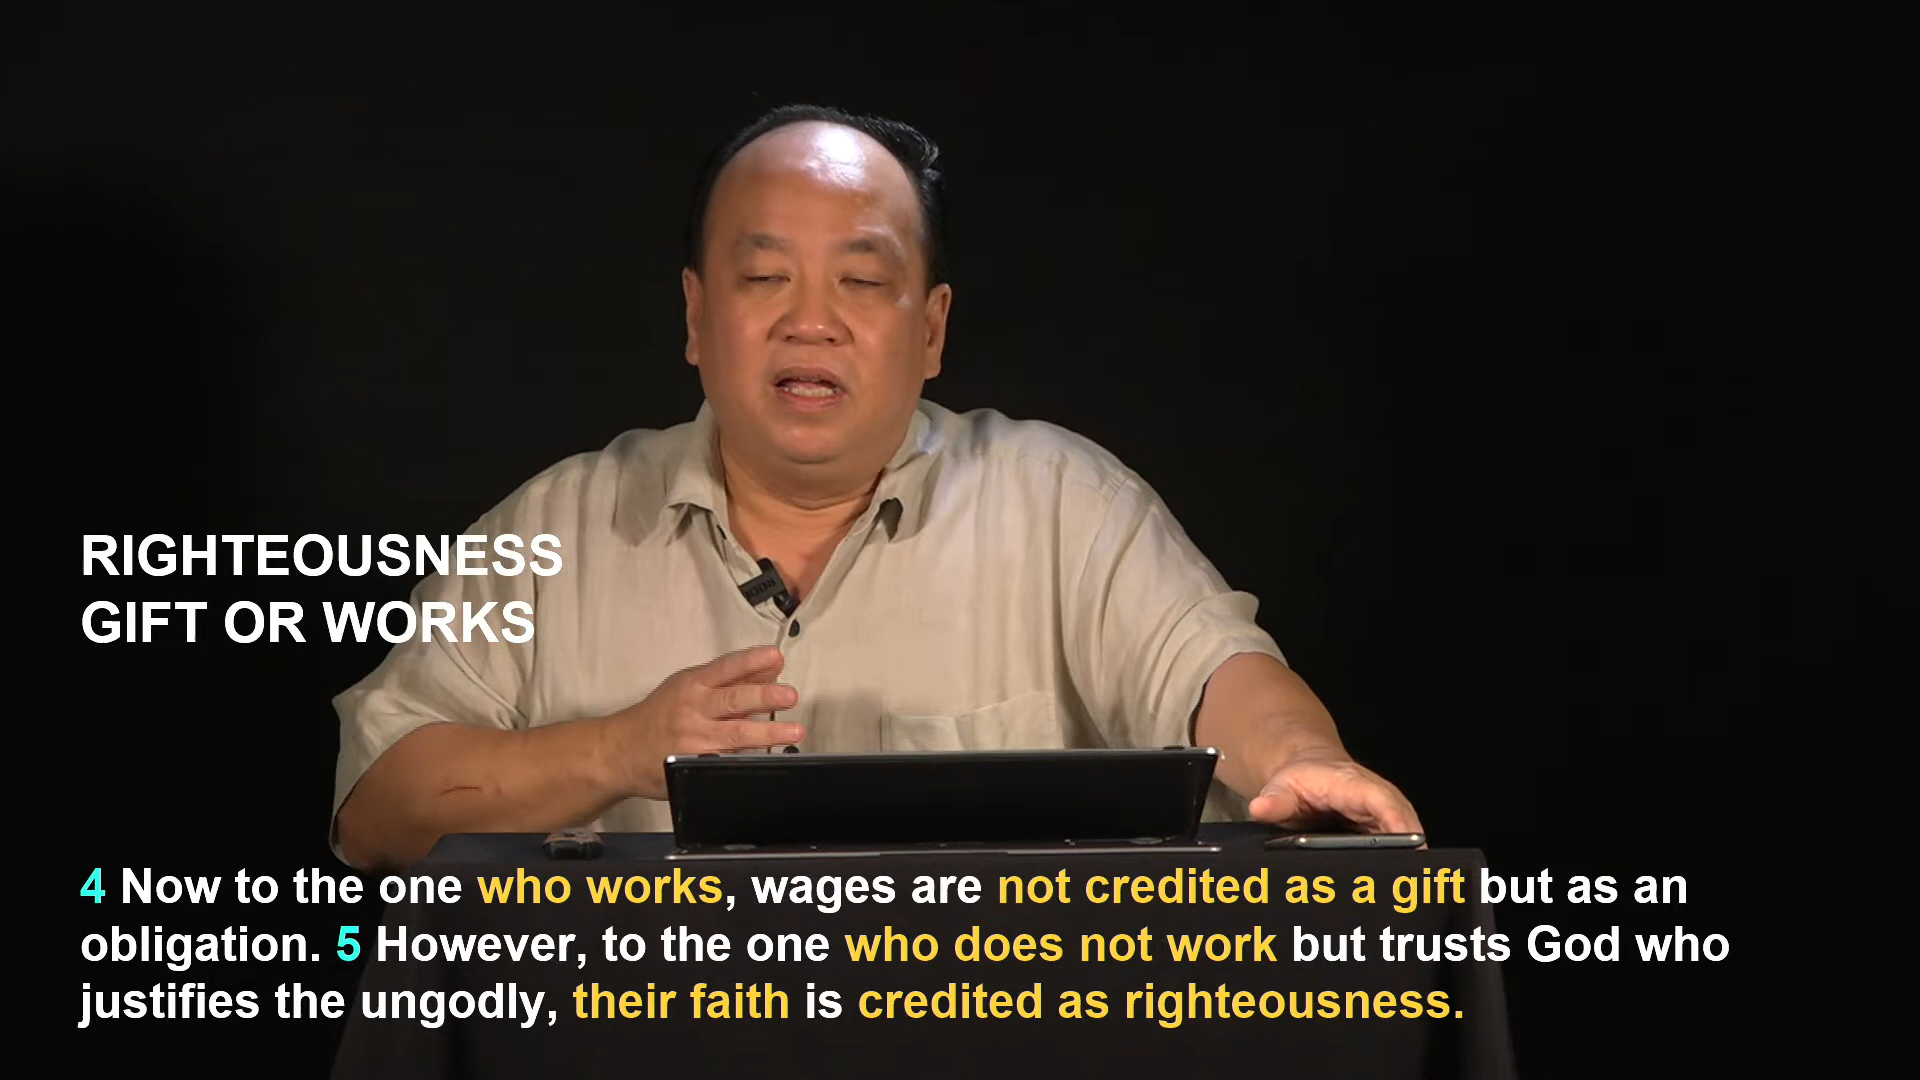 RIGHTEOUSNESS
GIFT OR WORKS
4 Now to the one who works, wages are not credited as a gift but as an
obligation. 5 However, to the one who does not work but trusts God who
justifies the ungodly, their faith is credited as righteousness.